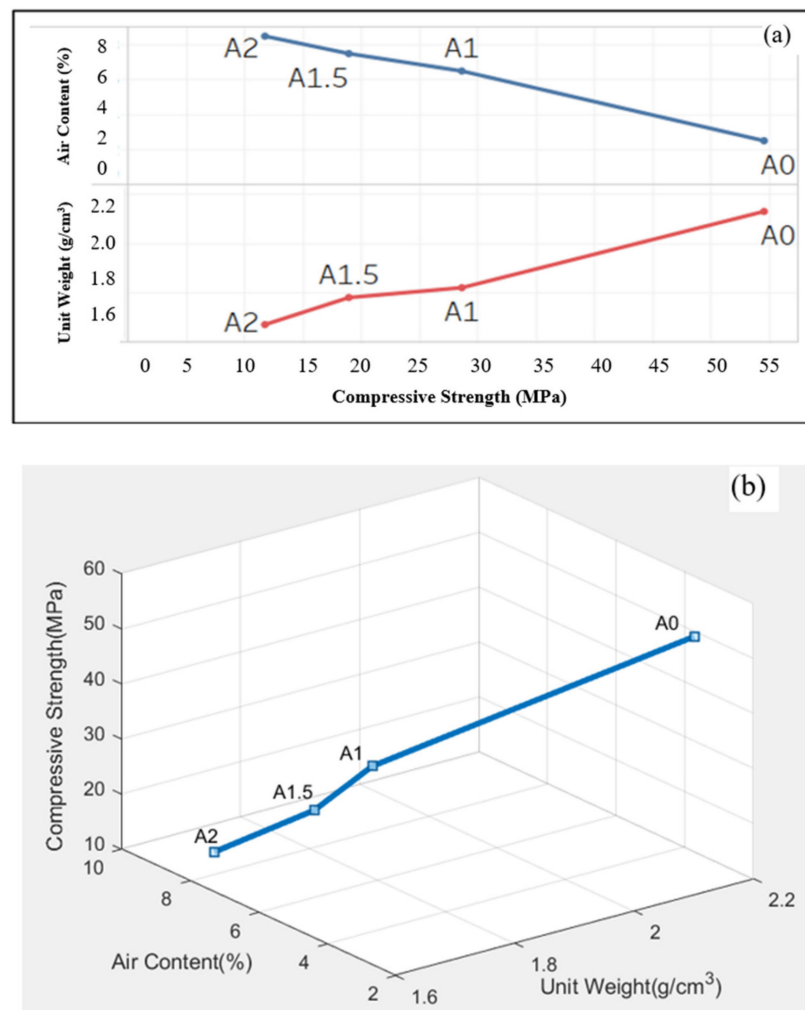 (a)
Air Content (%)
8
6
4
2
0
A2
A1.5
A1
A0
Unit Weight (g/cm³)
2.2
2.0
1.8
1.6
A2
A1.5
A1
A0
0 5 10 15 20 25 30 35 40 45 50 55
Compressive Strength (MPa)
(b)
Compressive Strength(MPa)
60
50
40
30
20
10
A0
A1
A1.5
A2
10
8
6
4
2
Air Content(%)
1.6
1.8
2
2.2
Unit Weight(g/cm³)